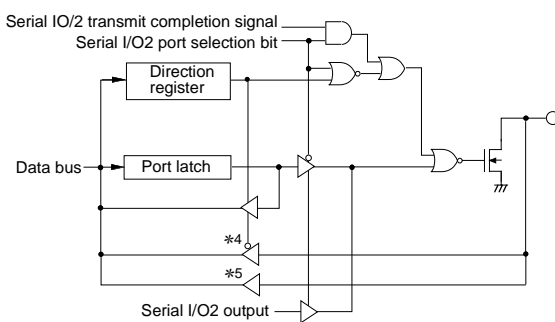 Serial IO/2 transmit completion signal
Serial I/O2 port selection bit
Direction
register
Data bus
Port latch
*4
*5
Serial I/O2 output